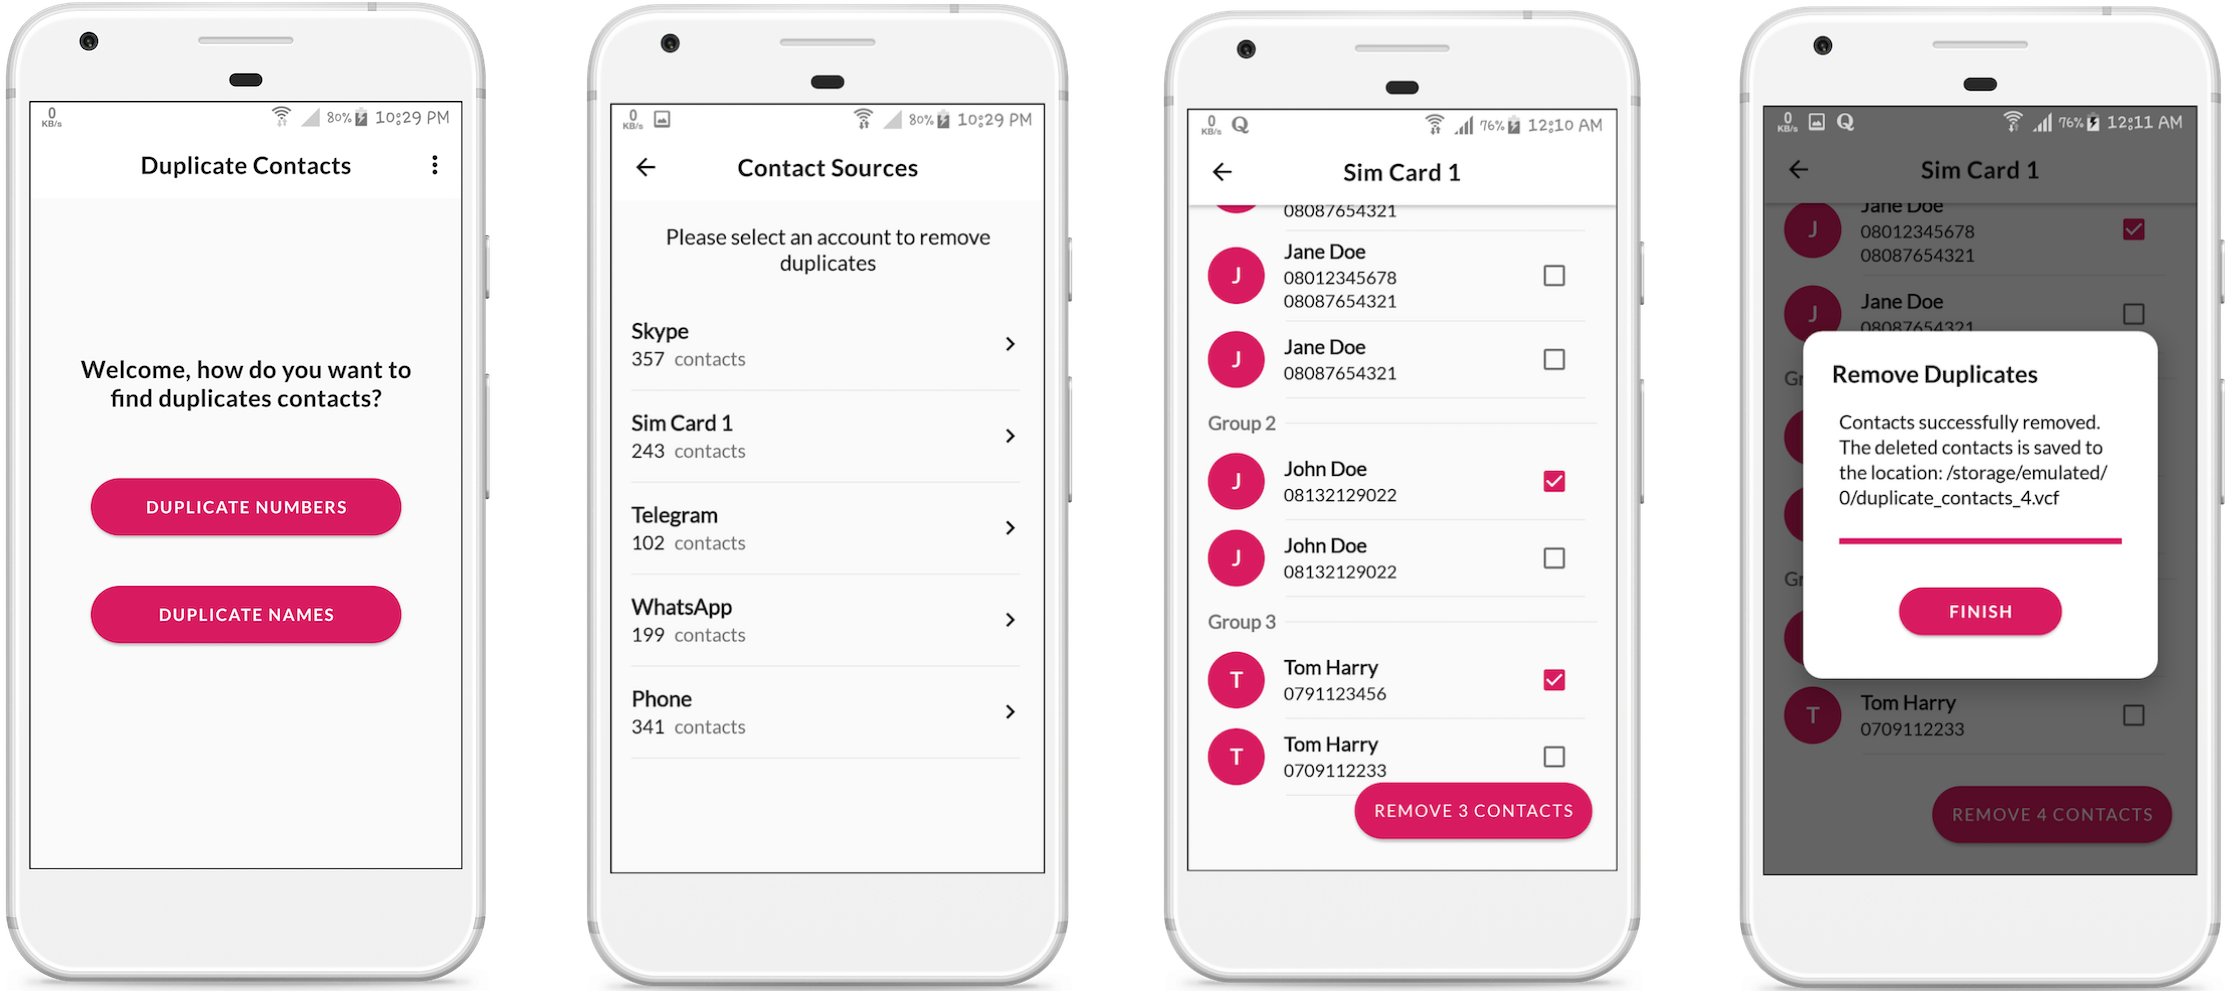 0
KB/s
80%
10:29 PM
Duplicate Contacts
Welcome, how do you want to
find duplicates contacts?
DUPLICATE NUMBERS
DUPLICATE NAMES
0
KB/s
80%
10:29 PM
Contact Sources
Please select an account to remove
duplicates
Skype
357 contacts
Sim Card 1
243 contacts
Telegram
102 contacts
WhatsApp
199 contacts
Phone
341 contacts
0
KB/s
Q
76%
12:10 AM
Sim Card 1
08087654321
J
Jane Doe
08012345678
08087654321
J
Jane Doe
08087654321
Group 2
J
John Doe
08132129022
J
John Doe
08132129022
Group 3
T
Tom Harry
0791123456
T
Tom Harry
0709112233
REMOVE 3 CONTACTS
0
KB/s
Q
76%
12:11 AM
Sim Card 1
J
Jane Doe
08012345678
08087654321
J
Jane Doe
08087654321
Gr
Remove Duplicates
Contacts successfully removed.
The deleted contacts is saved to
the location: /storage/emulated/
0/duplicate_contacts_4.vcf
Gr
FINISH
T
Tom Harry
0709112233
REMOVE 4 CONTACTS